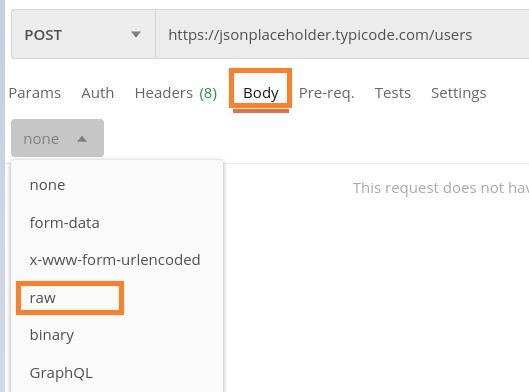 POST https://jsonplaceholder.typicode.com/users
Params Auth Headers (8) Body Pre-req. Tests Settings
none
none
This request does not
form-data
x-www-form-urlencoded
raw
binary
GraphQL